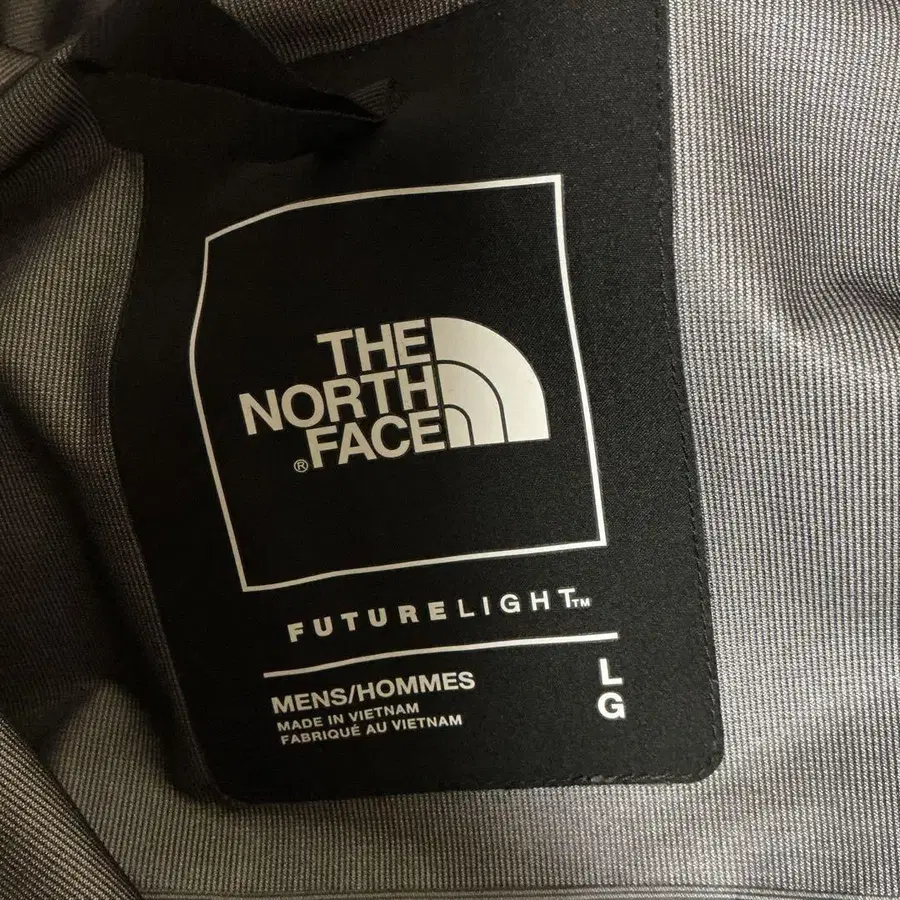 THE
NORTH
FACE
®
FUTURELIGHT™
MENS/HOMMES
MADE IN VIETNAM
FABRIQUÉ AU VIETNAM
L
G